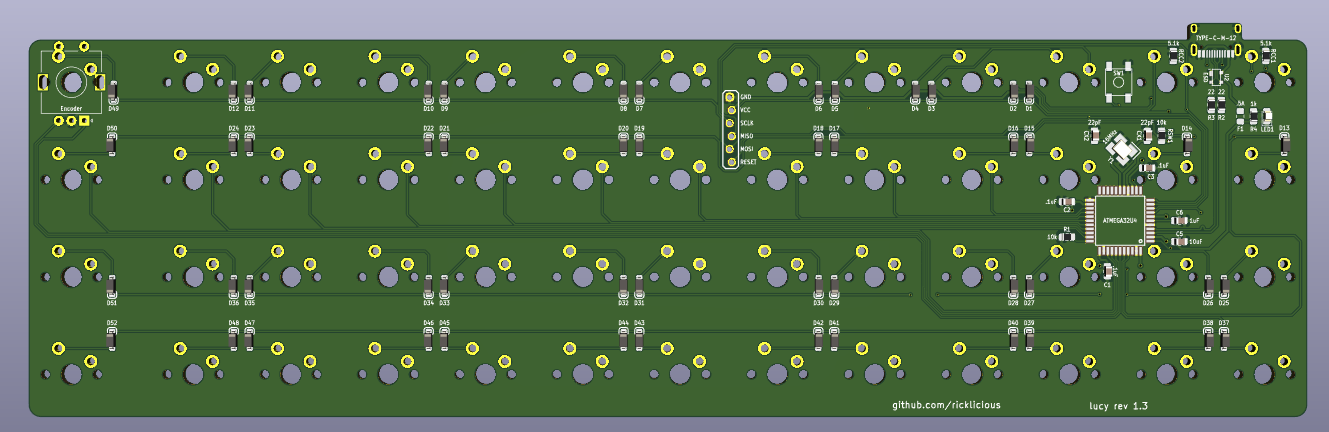 TYPE-C-M-12
5.1k
RCC2
5.1k
RCC1
SW1
Encoder
D49
D12 D11
D10 D9
D8 D7
GND
VCC
SCLK
MISO
MOSI
RESET
D6 D5
D4 D3
D2 D1
22 22
R3 R2
F1
1k
R4
LED1
D50
D24 D23
D22 D21
D20 D19
D18 D17
D16 D15
22pF
22pF
10k
D14
D13
.1uF
C3
.1uF
C2
ATMEGA32U4
C6
1uF
R1
10k
C5
10uF
.1uF
C1
D51
D36 D35
D34 D33
D32 D31
D30 D29
D28 D27
D26 D25
D52
D48 D47
D46 D45
D44 D43
D42 D41
D40 D39
D38 D37
github.com/ricklicious
lucy rev 1.3